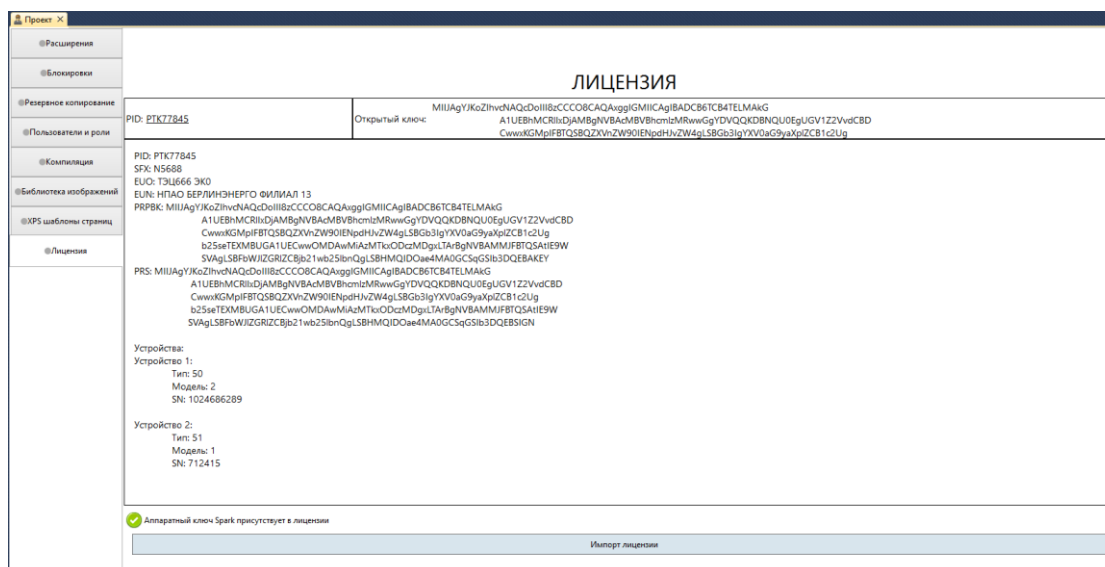 Проект
Расширения
Блокировки
Резервное копирование
Пользователи и роли
Компиляция
Библиотека изображений
XPS шаблоны страниц
Лицензия
ЛИЦЕНЗИЯ
PID: PTK77845
Открытый ключ:
MIIJAgYJKoZIhvcNAQcDoIII8zCCCO8CAQAxggIGMIICAgIBADCB6TCB4TELMAkG
A1UEBhMCRlIxDjAMBgNVBAcMBVBhcmlzMRwwGgYDVQQKDBNQU0EgUGV1Z2VvdCBD
CwwxKGMpIFBTQSBQZXVnZW90IENpdHJvZW4gLSBGb3IgYXV0aG9yaXplZCB1c2Ug
PID: PTK77845
SFX: N5688
EUO: ТЭЦ666 ЭК0
EUN: НПАО БЕРЛИНЭНЕРГО ФИЛИАЛ 13
PRPBK: MIIJAgYJKoZIhvcNAQcDoIII8zCCCO8CAQAxggIGMIICAgIBADCB6TCB4TELMAkG
A1UEBhMCRlIxDjAMBgNVBAcMBVBhcmlzMRwwGgYDVQQKDBNQU0EgUGV1Z2VvdCBD
CwwxKGMpIFBTQSBQZXVnZW90IENpdHJvZW4gLSBGb3IgYXV0aG9yaXplZCB1c2Ug
b25seTEXMBUGA1UECwwOMDAwMiAzMTkxODczMDgxLTArBgNVBAMMJFBTQSAtIE9W
SVAgLSBFbWJlZGRlZCBjb21wb25lbnQgLSBHMQIDOae4MA0GCSqGSIb3DQEBAKEY
PRS: MIIJAgYJKoZIhvcNAQcDoIII8zCCCO8CAQAxggIGMIICAgIBADCB6TCB4TELMAkG
A1UEBhMCRlIxDjAMBgNVBAcMBVBhcmlzMRwwGgYDVQQKDBNQU0EgUGV1Z2VvdCBD
CwwxKGMpIFBTQSBQZXVnZW90IENpdHJvZW4gLSBGb3IgYXV0aG9yaXplZCB1c2Ug
b25seTEXMBUGA1UECwwOMDAwMiAzMTkxODczMDgxLTArBgNVBAMMJFBTQSAtIE9W
SVAgLSBFbWJlZGRlZCBjb21wb25lbnQgLSBHMQIDOae4MA0GCSqGSIb3DQEBSIGN
Устройства:
Устройство 1:
Тип: 50
Модель: 2
SN: 1024686289
Устройство 2:
Тип: 51
Модель: 1
SN: 712415
Аппаратный ключ Spark присутствует в лицензии
Импорт лицензии